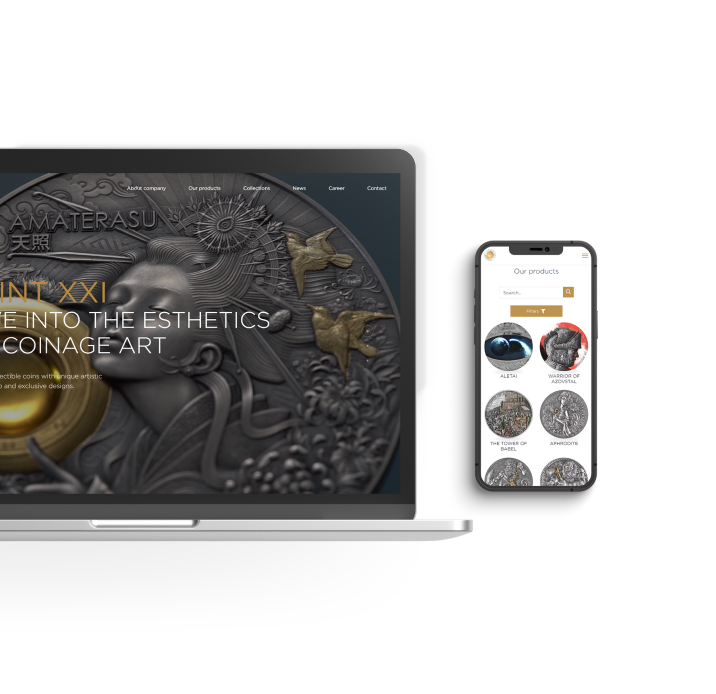 About company Our products Collections News Career Contact
AMATERASU
天照
INT XXI
E INTO THE ESTHETICS
COINAGE ART
ectible coins with unique artistic
and exclusive designs.
Our products
Search...
Filters
ALETAI
WARRIOR OF
AZOVSTAL
THE TOWER OF
BABEL
APHRODITE